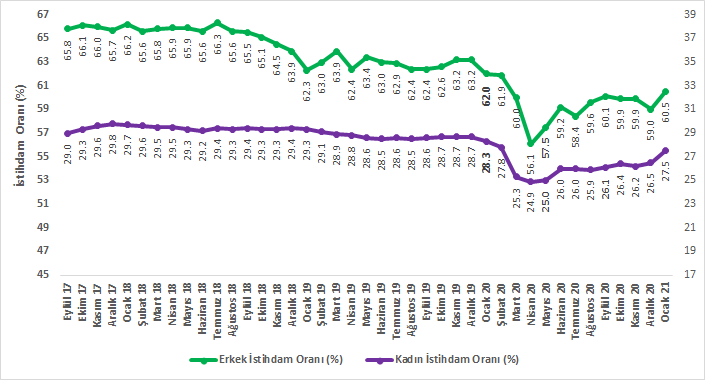 İstihdam Oranı (%)
67
65
63
61
59
57
55
53
51
49
47
45
65.8
66.1
66.0
65.7
66.2
65.6
65.8
65.9
65.9
65.6
66.3
65.6
65.5
65.1
64.5
63.9
62.3
63.0
63.9
62.4
63.4
63.0
62.9
62.4
62.4
62.6
63.2
63.2
62.0
61.9
60.0
56.1
57.5
59.2
58.4
59.6
60.1
59.9
59.9
59.0
60.5
29.0
29.3
29.6
29.8
29.7
29.6
29.5
29.5
29.3
29.2
29.4
29.3
29.4
29.3
29.3
29.4
29.3
29.1
28.9
28.8
28.6
28.5
28.6
28.5
28.6
28.7
28.7
28.7
28.3
27.8
25.3
24.9
25.0
26.0
26.0
25.9
26.1
26.4
26.2
26.5
27.5
39
37
35
33
31
29
27
25
23
21
19
17
Eylül 17
Ekim 17
Kasım 17
Aralık 17
Ocak 18
Şubat 18
Mart 18
Nisan 18
Mayıs 18
Haziran 18
Temmuz 18
Ağustos 18
Eylül 18
Ekim 18
Kasım 18
Aralık 18
Ocak 19
Şubat 19
Mart 19
Nisan 19
Mayıs 19
Haziran 19
Temmuz 19
Ağustos 19
Eylül 19
Ekim 19
Kasım 19
Aralık 19
Ocak 20
Şubat 20
Mart 20
Nisan 20
Mayıs 20
Haziran 20
Temmuz 20
Ağustos 20
Eylül 20
Ekim 20
Kasım 20
Aralık 20
Ocak 21
Erkek İstihdam Oranı (%)
Kadın İstihdam Oranı (%)